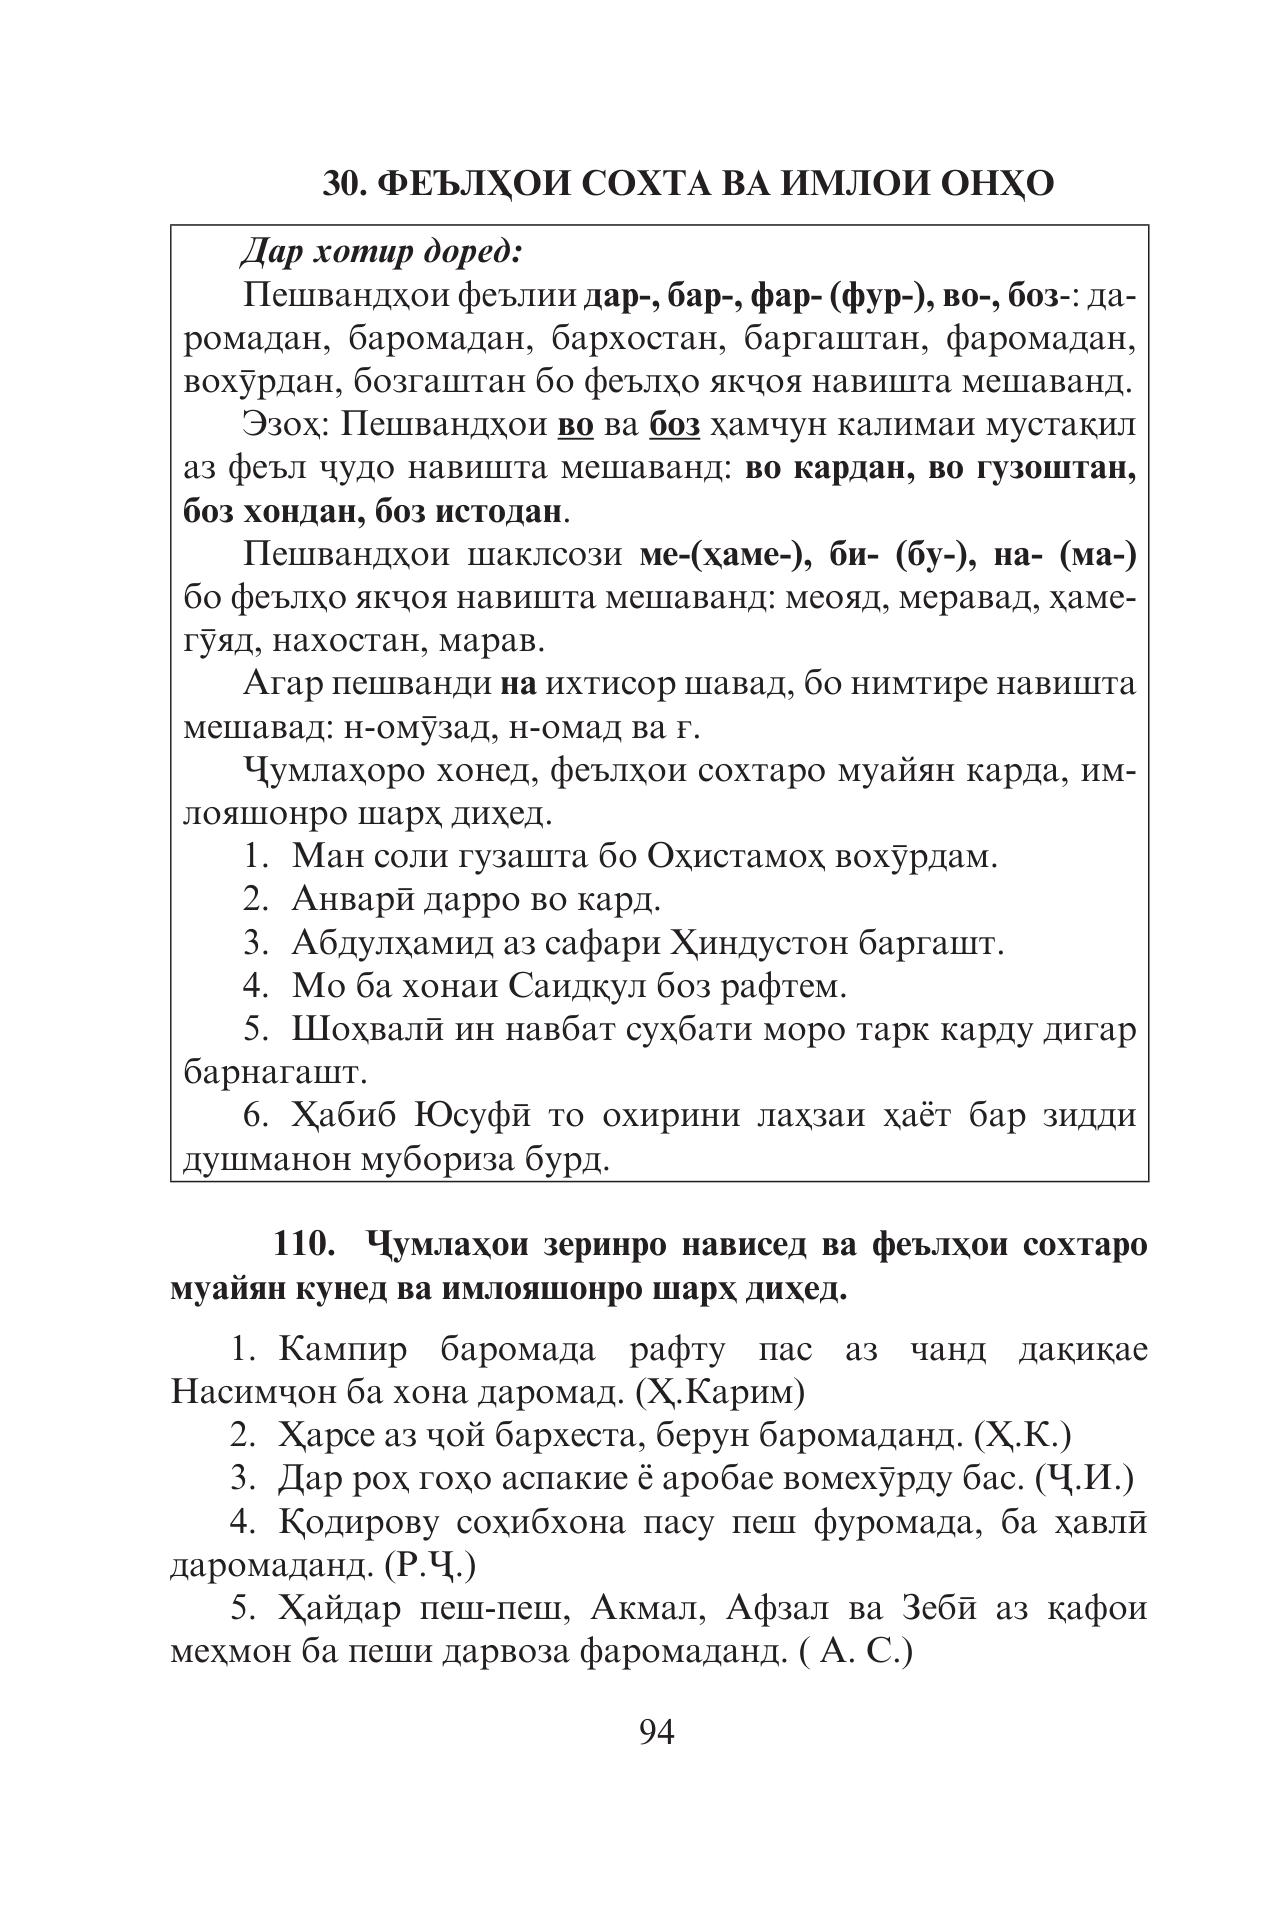 30. ФЕЪЛҲОИ СОХТА ВА ИМЛОИ ОНҲО
Дар хотир доред:
Пешвандҳои феълии дар-, бар-, фар- (фур-), во-, боз-: да-
ромадан, баромадан, бархостан, баргаштан, фаромадан,
вохӯрдан, бозгаштан бо феълҳо якҷоя навишта мешаванд.
Эзоҳ: Пешвандҳои во ва боз ҳамчун калимаи мустақил
аз феъл ҷудо навишта мешаванд: во кардан, во гузоштан,
боз хондан, боз истодан.
Пешвандҳои шаклсози ме-(ҳаме-), би- (бу-), на- (ма-)
бо феълҳо якҷоя навишта мешаванд: меояд, меравад, ҳаме-
гӯяд, нахостан, марав.
Агар пешванди на ихтисор шавад, бо нимтире навишта
мешавад: н-омӯзад, н-омад ва ғ.
Ҷумлаҳоро хонед, феълҳои сохтаро муайян карда, им-
лояшонро шарҳ диҳед.
1. Ман соли гузашта бо Оҳистамоҳ вохӯрдам.
2. Анварӣ дарро во кард.
3. Абдулҳамид аз сафари Ҳиндустон баргашт.
4. Мо ба хонаи Саидқул боз рафтем.
5. Шоҳвалӣ ин навбат суҳбати моро тарк карду дигар
барнагашт.
6. Ҳабиб Юсуфӣ то охирини лаҳзаи ҳаёт бар зидди
душманон мубориза бурд.
110. Ҷумлаҳои зеринро нависед ва феълҳои сохтаро
муайян кунед ва имлояшонро шарҳ диҳед.
1. Кампир баромада рафту пас аз чанд дақиқае
Насимҷон ба хона даромад. (Ҳ.Карим)
2. Ҳарсе аз ҷой бархеста, берун баромаданд. (Ҳ.К.)
3. Дар роҳ гоҳо аспакие ё аробае вомехӯрду бас. (Ҷ.И.)
4. Қодирову соҳибхона пасу пеш фуромада, ба ҳавлӣ
даромаданд. (Р.Ҷ.)
5. Ҳайдар пеш-пеш, Акмал, Афзал ва Зебӣ аз қафои
меҳмон ба пеши дарвоза фаромаданд. ( А. С.)
94